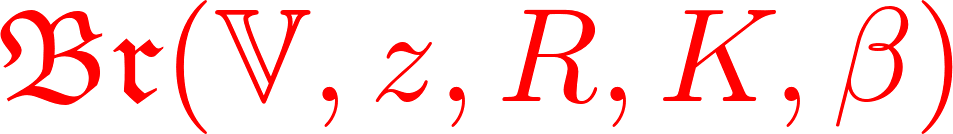 𝔅𝔯(𝕍, z, R, K, β)